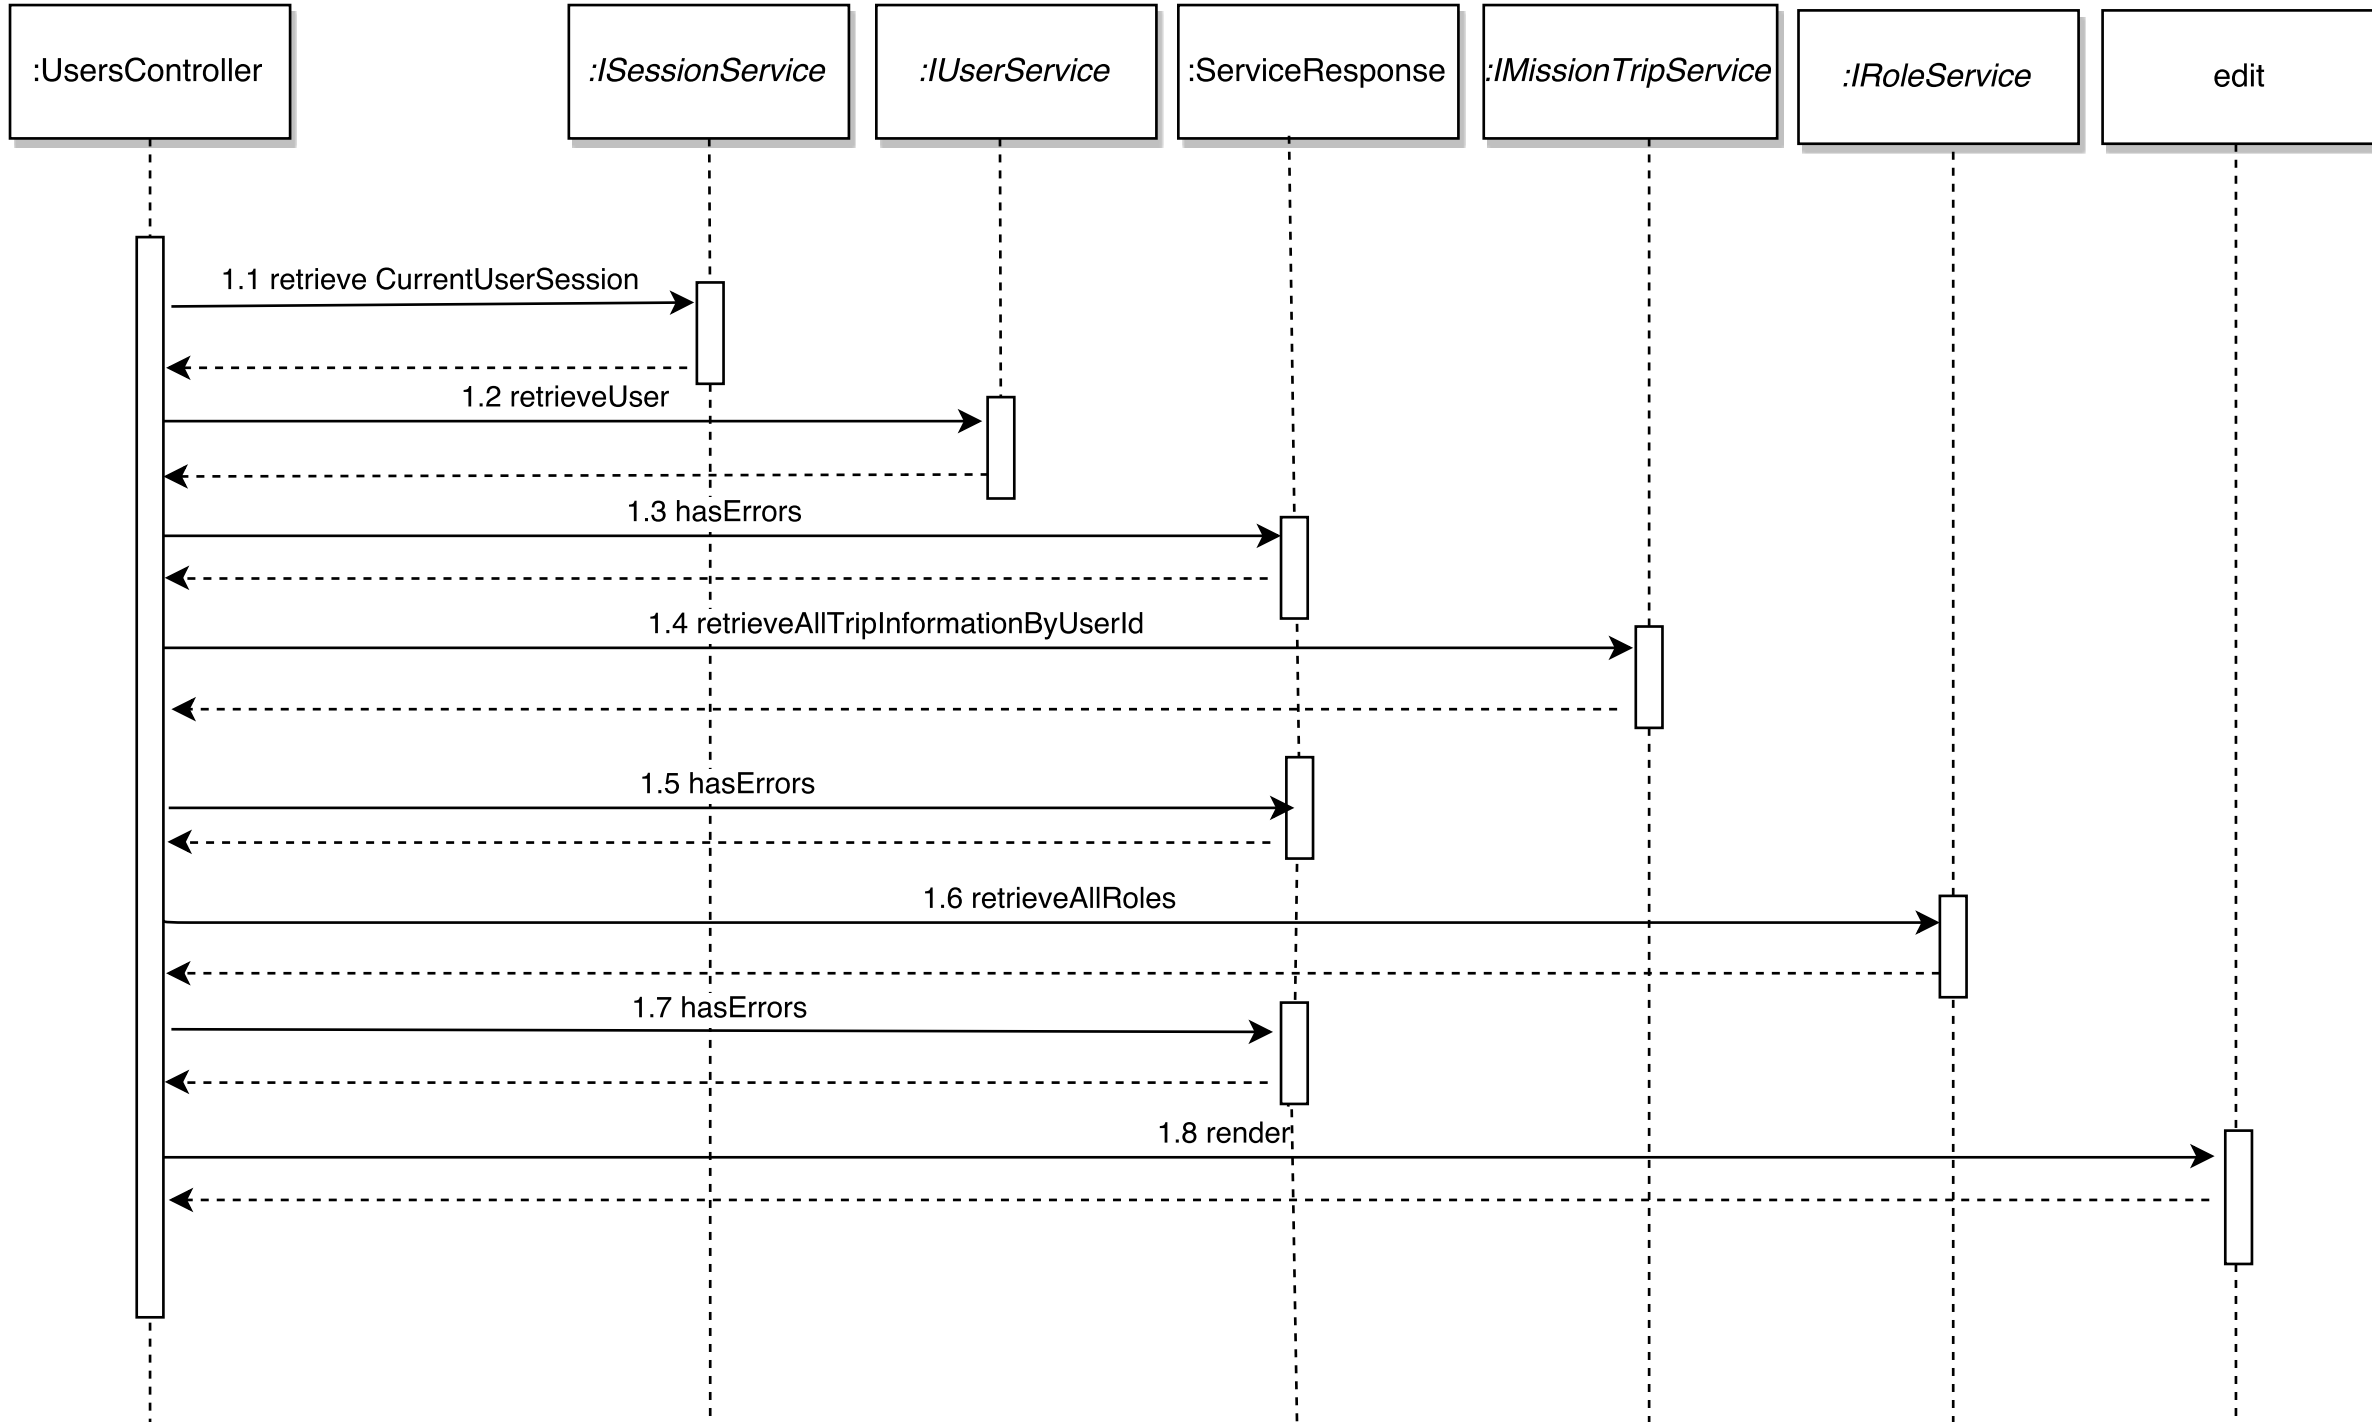 :UsersController
:ISessionService
:IUserService
:ServiceResponse
:IMissionTripService
:IRoleService
edit
1.1 retrieve CurrentUserSession
1.2 retrieveUser
1.3 hasErrors
1.4 retrieveAllTripInformationByUserId
1.5 hasErrors
1.6 retrieveAllRoles
1.7 hasErrors
1.8 render